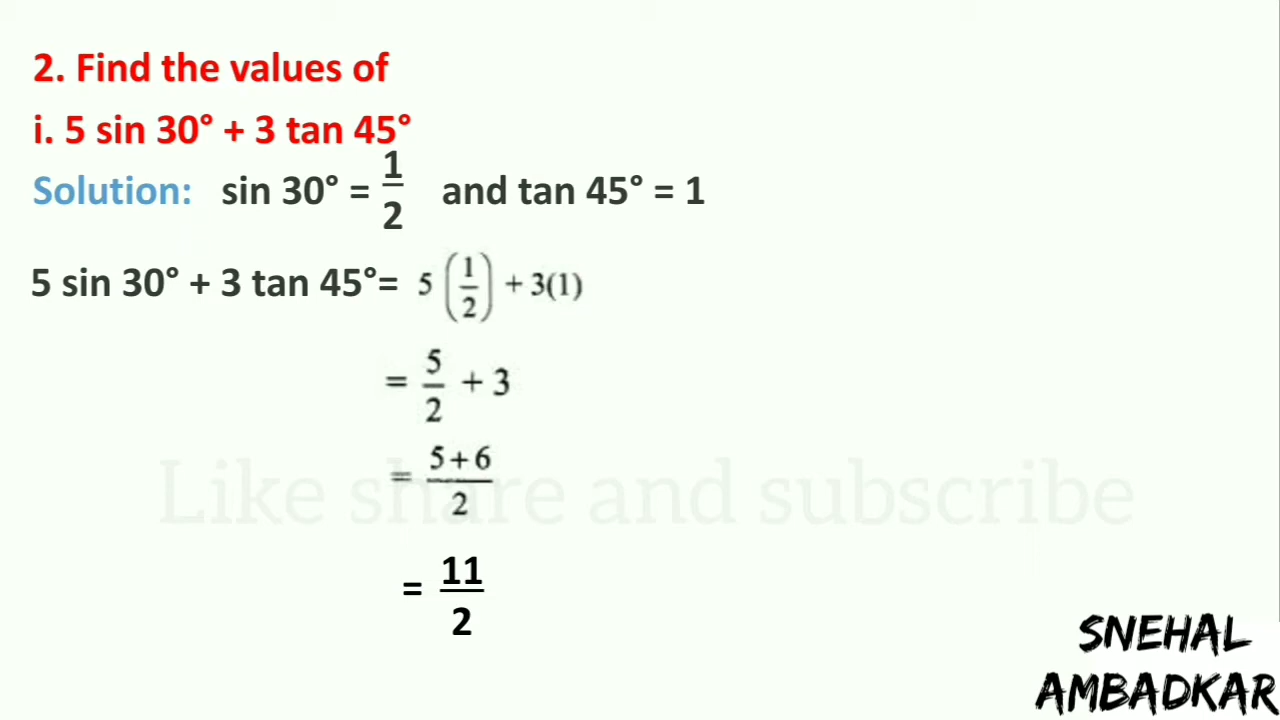 2. Find the values of
i. 5 sin 30° + 3 tan 45°
Solution: sin 30° = 1/2 and tan 45° = 1
5 sin 30° + 3 tan 45°= 5 (1/2) + 3(1)
= 5/2 + 3
= (5+6)/2
Like share and subscribe
= 11/2
SNEHAL
AMBADKAR